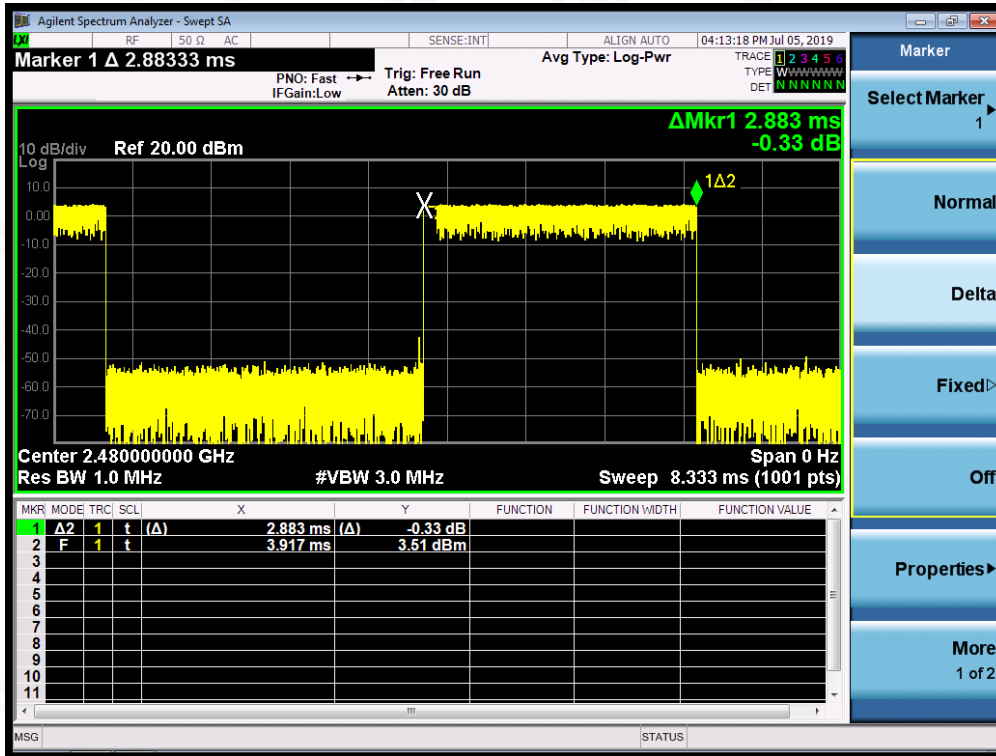 Agilent Spectrum Analyzer - Swept SA
LXI RF 50 Ω AC SENSE:INT ALIGN AUTO 04:13:18 PM Jul 05, 2019
Marker 1 Δ 2.88333 ms
PNO: Fast
IFGain:Low
Trig: Free Run
Atten: 30 dB
Avg Type: Log-Pwr
TRACE 1 2 3 4 5 6
TYPE WWWWWW
DET N N N N N N
ΔMkr1 2.883 ms
-0.33 dB
10 dB/div Ref 20.00 dBm
Log
10.0
0.00
-10.0
-20.0
-30.0
-40.0
-50.0
-60.0
-70.0
1Δ2
Center 2.480000000 GHz Span 0 Hz
Res BW 1.0 MHz #VBW 3.0 MHz Sweep 8.333 ms (1001 pts)
MKR MODE TRC SCL X Y FUNCTION FUNCTION WIDTH FUNCTION VALUE
1 Δ2 1 t (Δ) 2.883 ms (Δ) -0.33 dB
2 F 1 t 3.917 ms 3.51 dBm
3
4
5
6
7
8
9
10
11
MSG STATUS
Marker
Select Marker
1
Normal
Delta
Fixed
Off
Properties
More
1 of 2